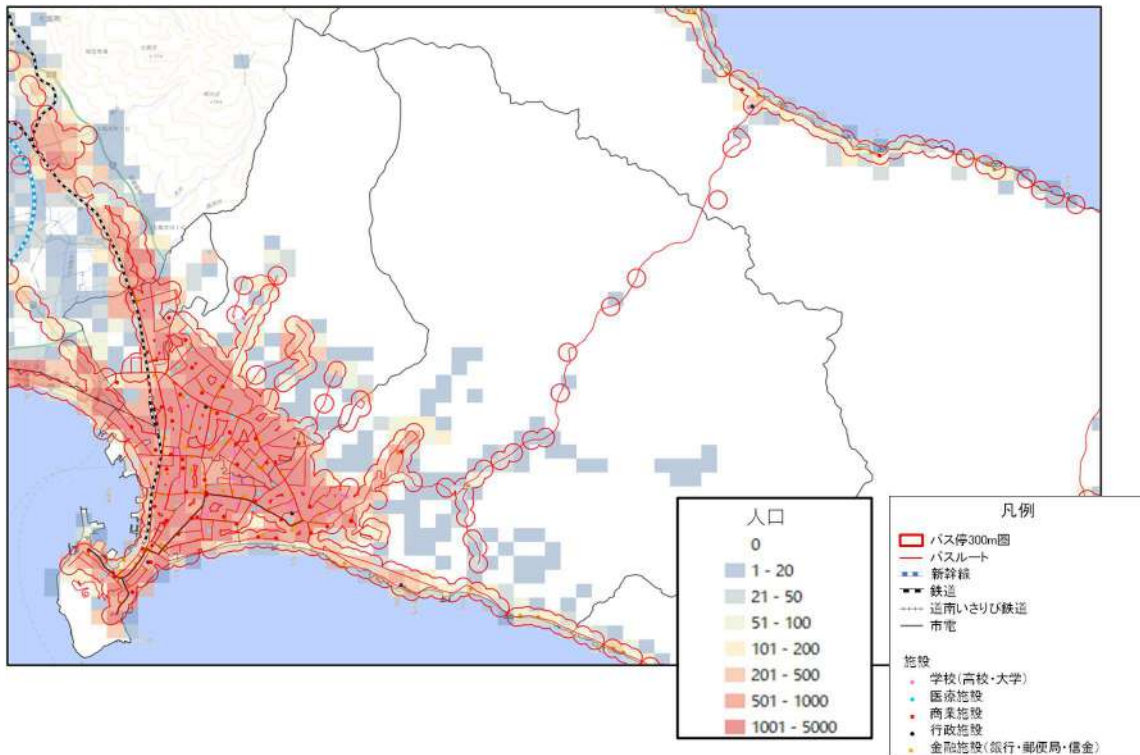 人口
0
1 - 20
21 - 50
51 - 100
101 - 200
201 - 500
501 - 1000
1001 - 5000
凡例
バス停300m圏
バスルート
新幹線
鉄道
道南いさりび鉄道
市電
施設
学校(高校・大学)
医療施設
商業施設
行政施設
金融施設(銀行・郵便局・信金)